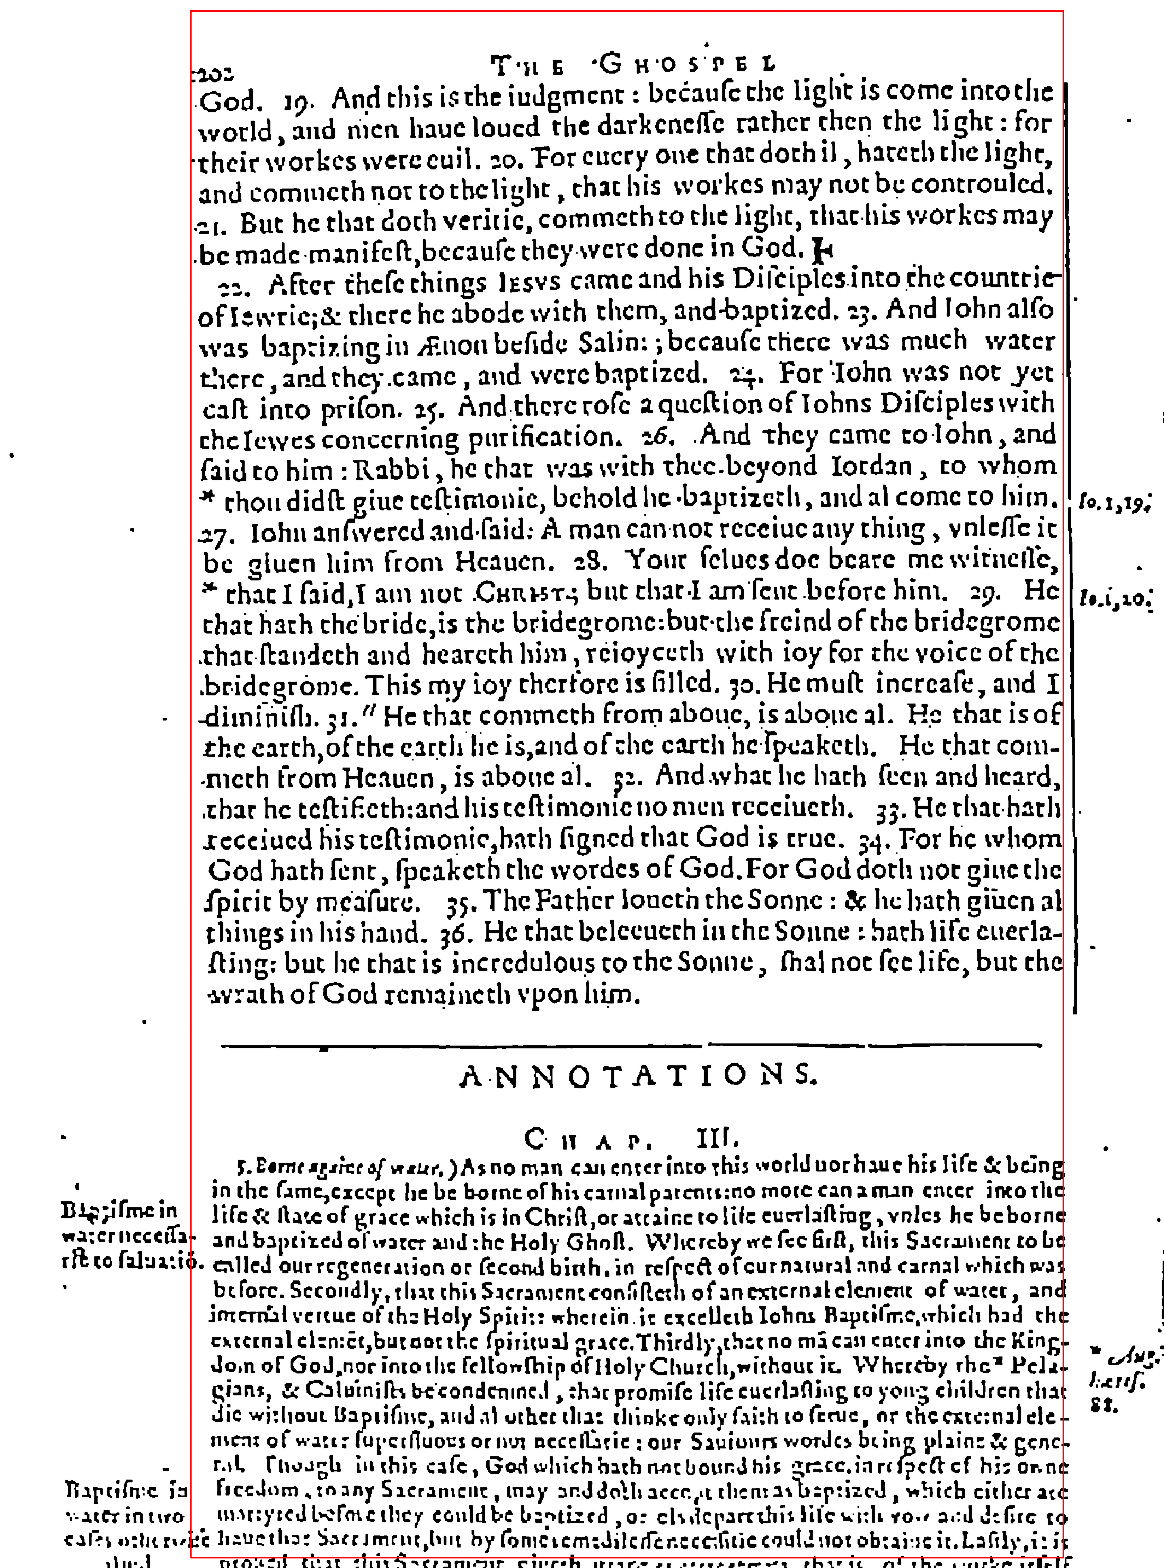 202
THE GHOSPEL
God. 19. And this is the iudgment: becauſe the light is come into the
world, and men haue loued the darkeneſſe rather then the light: for
their workes were euil. 20. For euery one that doth il, hateth the light,
and commeth not to the light, that his workes may not be controuled.
21. But he that doth veritie, commeth to the light, that his workes may
be made manifeſt, becauſe they were done in God.
22. After theſe things IESVS came and his Diſciples into the countrie
of Iewrie; & there he abode with them, and baptized. 23. And Iohn alſo
was baptizing in Ænon beſide Salim; becauſe there was much water
there, and they came, and were baptized. 24. For Iohn was not yet
caſt into priſon. 25. And there roſe a queſtion of Iohns Diſciples with
the Iewes concerning purification. 26. And they came to Iohn, and
ſaid to him: Rabbi, he that was with thee beyond Iordan, to whom
* thou didſt giue teſtimonie, behold he baptizeth, and al come to him.
Io. 1, 19.
27. Iohn anſwered and ſaid: A man can not receiue any thing, vnleſſe it
be giuen him from Heauen. 28. Your ſelues doe beare me witneſſe,
* that I ſaid, I am not CHRIST; but that I am ſent before him. 29. He
Io. 1, 20.
that hath the bride, is the bridegrome: but the freind of the bridegrome
that ſtandeth and heareth him, reioyceth with ioy for the voice of the
bridegrome. This my ioy therfore is filled. 30. He muſt increaſe, and I
diminiſh. 31. " He that commeth from aboue, is aboue al. He that is of
the earth, of the earth he is, and of the earth he ſpeaketh. He that com-
meth from Heauen, is aboue al. 32. And what he hath ſeen and heard,
that he teſtifieth: and his teſtimonie no men receiueth. 33. He that hath
receiued his teſtimonie, hath ſigned that God is true. 34. For he whom
God hath ſent, ſpeaketh the wordes of God. For God doth not giue the
ſpirit by meaſure. 35. The Father loueth the Sonne: & he hath giuen al
things in his hand. 36. He that beleeueth in the Sonne: hath life euerla-
ſting: but he that is incredulous to the Sonne, ſhal not ſee life, but the
wrath of God remaineth vpon him.
ANNOTATIONS.
CHAP. III.
5. Borne againe of water.) As no man can enter into this world nor haue his life & being
in the ſame, except he be borne of his carnal parents: no more can a man enter into the
Baptiſme in
life & ſtate of grace which is in Chriſt, or attaine to life euerlaſting, vnles he be borne
water neceſſa-
and baptized of water and the Holy Ghoſt. Whereby we ſee firſt, this Sacrament to be
rie to ſaluatiō.
called our regeneration or ſecond birth, in reſpect of our natural and carnal which was
before. Secondly, that this Sacrament conſiſteth of an external element of water, and
internal vertue of the Holy Spirit: wherein it excelleth Iohns Baptiſme, which had the
external elemēt, but not the ſpiritual grace. Thirdly, that no mā can enter into the King-
dom of God, nor into the fellowſhip of Holy Church, without it. Whereby the * Pela-
* Aug.
hæreſ.
88.
gians, & Caluiniſts be condemned, that promiſe life euerlaſting to yong children that
die without Baptiſme, and al other that thinke only faith to ſerue, or the external ele-
ment of water ſuperfluous or not neceſſarie: our Sauiours wordes being plaine & gene-
ral. Though in this caſe, God which hath not bound his grace, in reſpect of his owne
Baptiſme in
freedom, to any Sacrament, may and doth accept them as baptized, which either are
water in two
martyred before they could be baptized, or els depart this life with vow and deſire to
caſes otherwiſe
haue that Sacrament, but by ſome remedileſſe neceſſitie could not obtaine it. Laſtly, it is
proued that this Sacrament